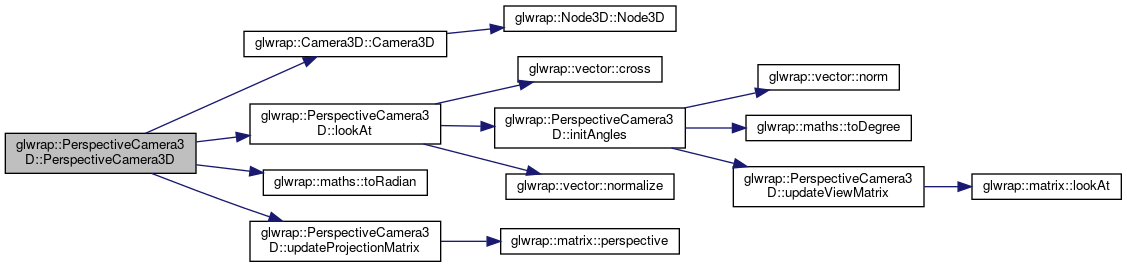 glwrap::PerspectiveCamera3
D::PerspectiveCamera3D
glwrap::Camera3D::Camera3D
glwrap::Node3D::Node3D
glwrap::PerspectiveCamera3
D::lookAt
glwrap::vector::cross
glwrap::PerspectiveCamera3
D::initAngles
glwrap::vector::norm
glwrap::maths::toDegree
glwrap::PerspectiveCamera3
D::updateViewMatrix
glwrap::matrix::lookAt
glwrap::vector::normalize
glwrap::maths::toRadian
glwrap::PerspectiveCamera3
D::updateProjectionMatrix
glwrap::matrix::perspective